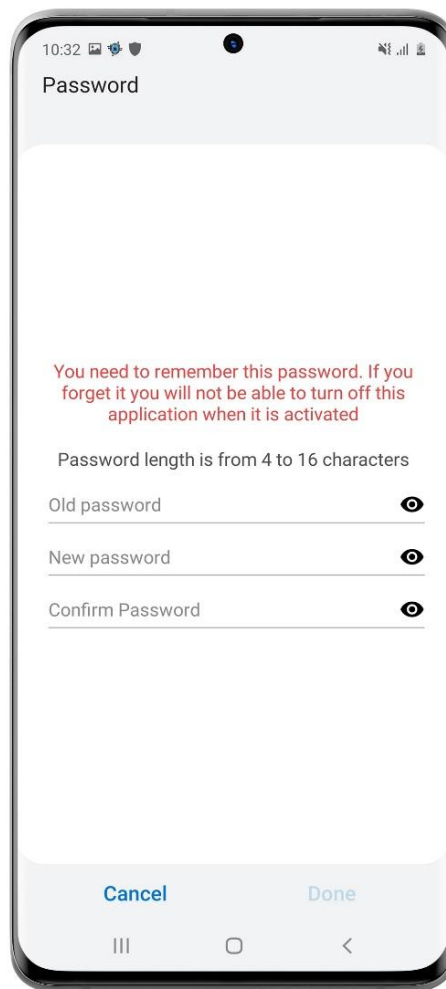 10:32
Password
You need to remember this password. If you
forget it you will not be able to turn off this
application when it is activated
Password length is from 4 to 16 characters
Old password
New password
Confirm Password
Cancel
Done